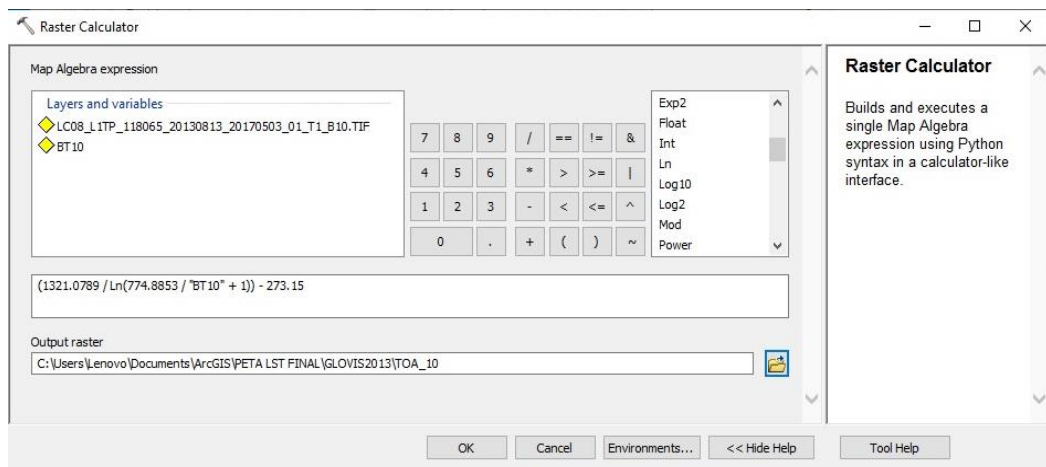 Raster Calculator
Map Algebra expression
Layers and variables
LC08_L1TP_118065_20130813_20170503_01_T1_B10.TIF
BT10
7 8 9 / == != &
4 5 6 * > >= |
1 2 3 - < <= ^
0 . + ( ) ~
Exp2
Float
Int
Ln
Log10
Log2
Mod
Power
(1321.0789 / Ln(774.8853 / "BT10" + 1)) - 273.15
Output raster
C:\Users\Lenovo\Documents\ArcGIS\PETA LST FINAL\GLOVIS2013\TOA_10
OK Cancel Environments... << Hide Help Tool Help
Raster Calculator
Builds and executes a
single Map Algebra
expression using Python
syntax in a calculator-like
interface.